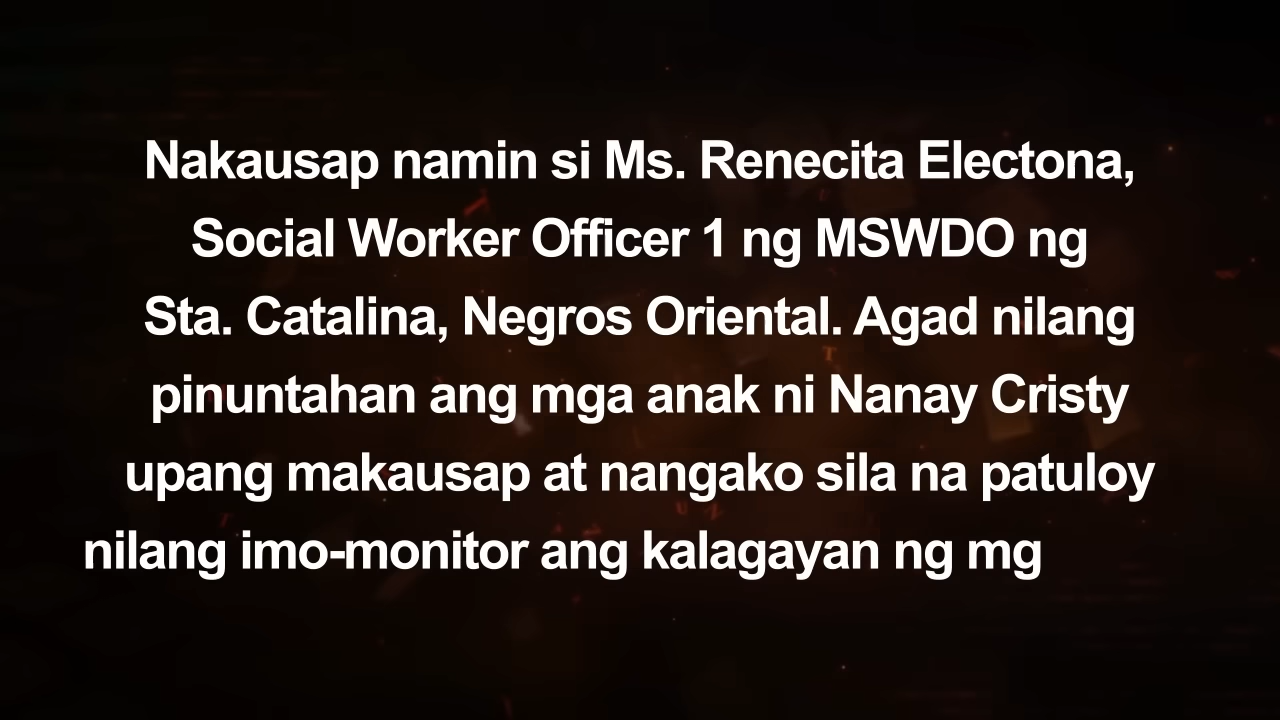 Nakausap namin si Ms. Renecita Electona,
Social Worker Officer 1 ng MSWDO ng
Sta. Catalina, Negros Oriental. Agad nilang
pinuntahan ang mga anak ni Nanay Cristy
upang makausap at nangako sila na patuloy
nilang imo-monitor ang kalagayan ng mg